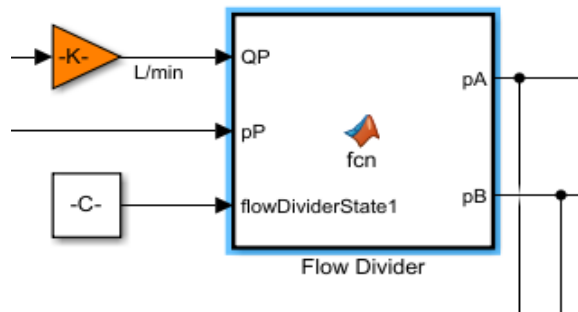 -K-
L/min
QP
pA
pP
fcn
-C-
flowDividerState1
pB
Flow Divider